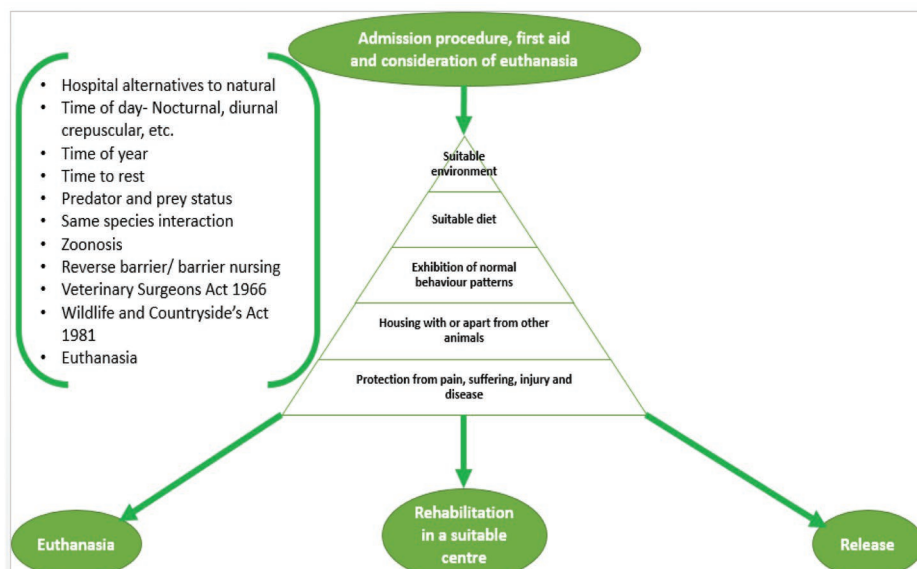 Admission procedure, first aid
and consideration of euthanasia
• Hospital alternatives to natural
• Time of day- Nocturnal, diurnal
crepuscular, etc.
• Time of year
• Time to rest
• Predator and prey status
• Same species interaction
• Zoonosis
• Reverse barrier/ barrier nursing
• Veterinary Surgeons Act 1966
• Wildlife and Countryside's Act
1981
• Euthanasia
Suitable
environment
Suitable diet
Exhibition of normal
behaviour patterns
Housing with or apart from other
animals
Protection from pain, suffering, injury and
disease
Euthanasia
Rehabilitation
in a suitable
centre
Release